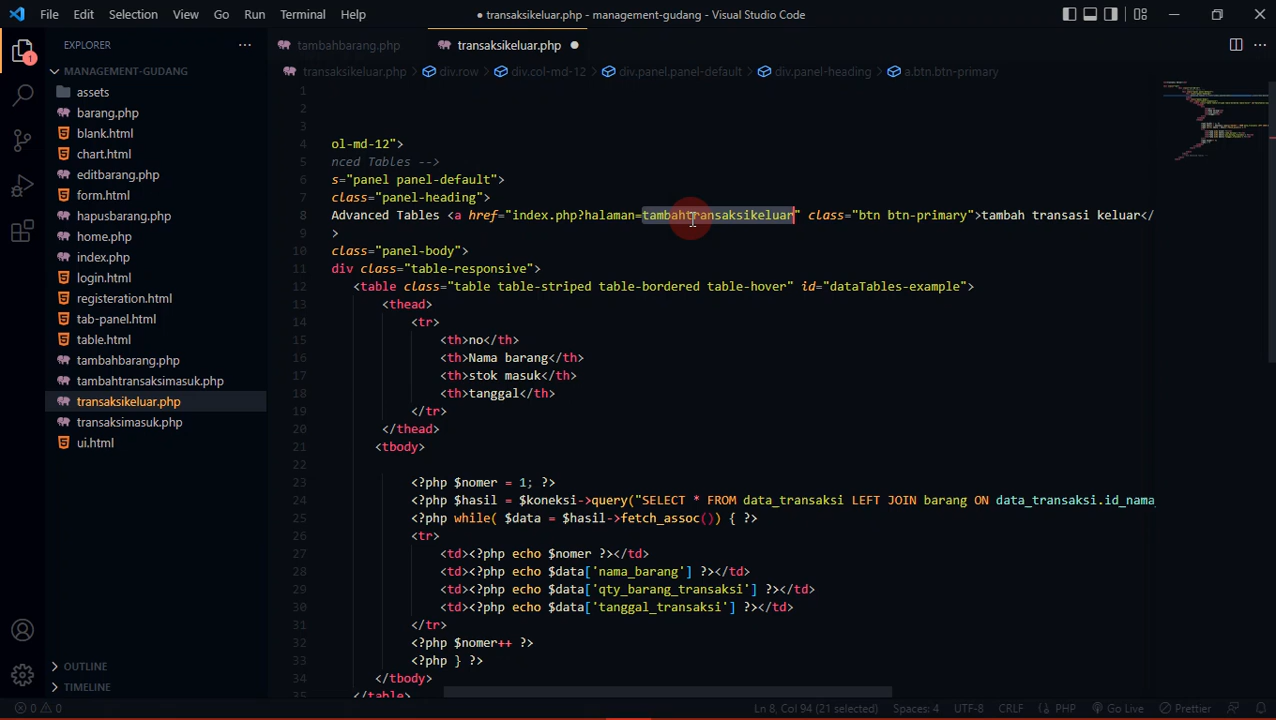 File Edit Selection View Go Run Terminal Help
● transaksikeluar.php - management-gudang - Visual Studio Code
EXPLORER
tambahbarang.php
transaksikeluar.php
MANAGEMENT-GUDANG
transaksikeluar.php > div.row > div.col-md-12 > div.panel.panel-default > div.panel-heading > a.btn.btn-primary
1
assets
barang.php
blank.html
chart.html
editbarang.php
form.html
hapusbarang.php
home.php
index.php
login.html
registeration.html
tab-panel.html
table.html
tambahbarang.php
tambahtransaksimasuk.php
transaksikeluar.php
transaksimasuk.php
ui.html
OUTLINE
TIMELINE
1
2
3
4 ol-md-12">
5 nced Tables -->
6 s="panel panel-default">
7 class="panel-heading">
8 Advanced Tables <a href="index.php?halaman=tambahtransaksikeluar" class="btn btn-primary">tambah transasi keluar</
9 >
10 class="panel-body">
11 div class="table-responsive">
12 <table class="table table-striped table-bordered table-hover" id="dataTables-example">
13 <thead>
14 <tr>
15 <th>no</th>
16 <th>Nama barang</th>
17 <th>stok masuk</th>
18 <th>tanggal</th>
19 </tr>
20 </thead>
21 <tbody>
22
23 <?php $nomer = 1; ?>
24 <?php $hasil = $koneksi->query("SELECT * FROM data_transaksi LEFT JOIN barang ON data_transaksi.id_nama_
25 <?php while( $data = $hasil->fetch_assoc()) { ?>
26 <tr>
27 <td><?php echo $nomer ?></td>
28 <td><?php echo $data['nama_barang'] ?></td>
29 <td><?php echo $data['qty_barang_transaksi'] ?></td>
30 <td><?php echo $data['tanggal_transaksi'] ?></td>
31 </tr>
32 <?php $nomer++ ?>
33 <?php } ?>
34 </tbody>
35 </table>
0 0
Ln 8, Col 94 (21 selected) Spaces: 4 UTF-8 CRLF PHP Go Live Prettier